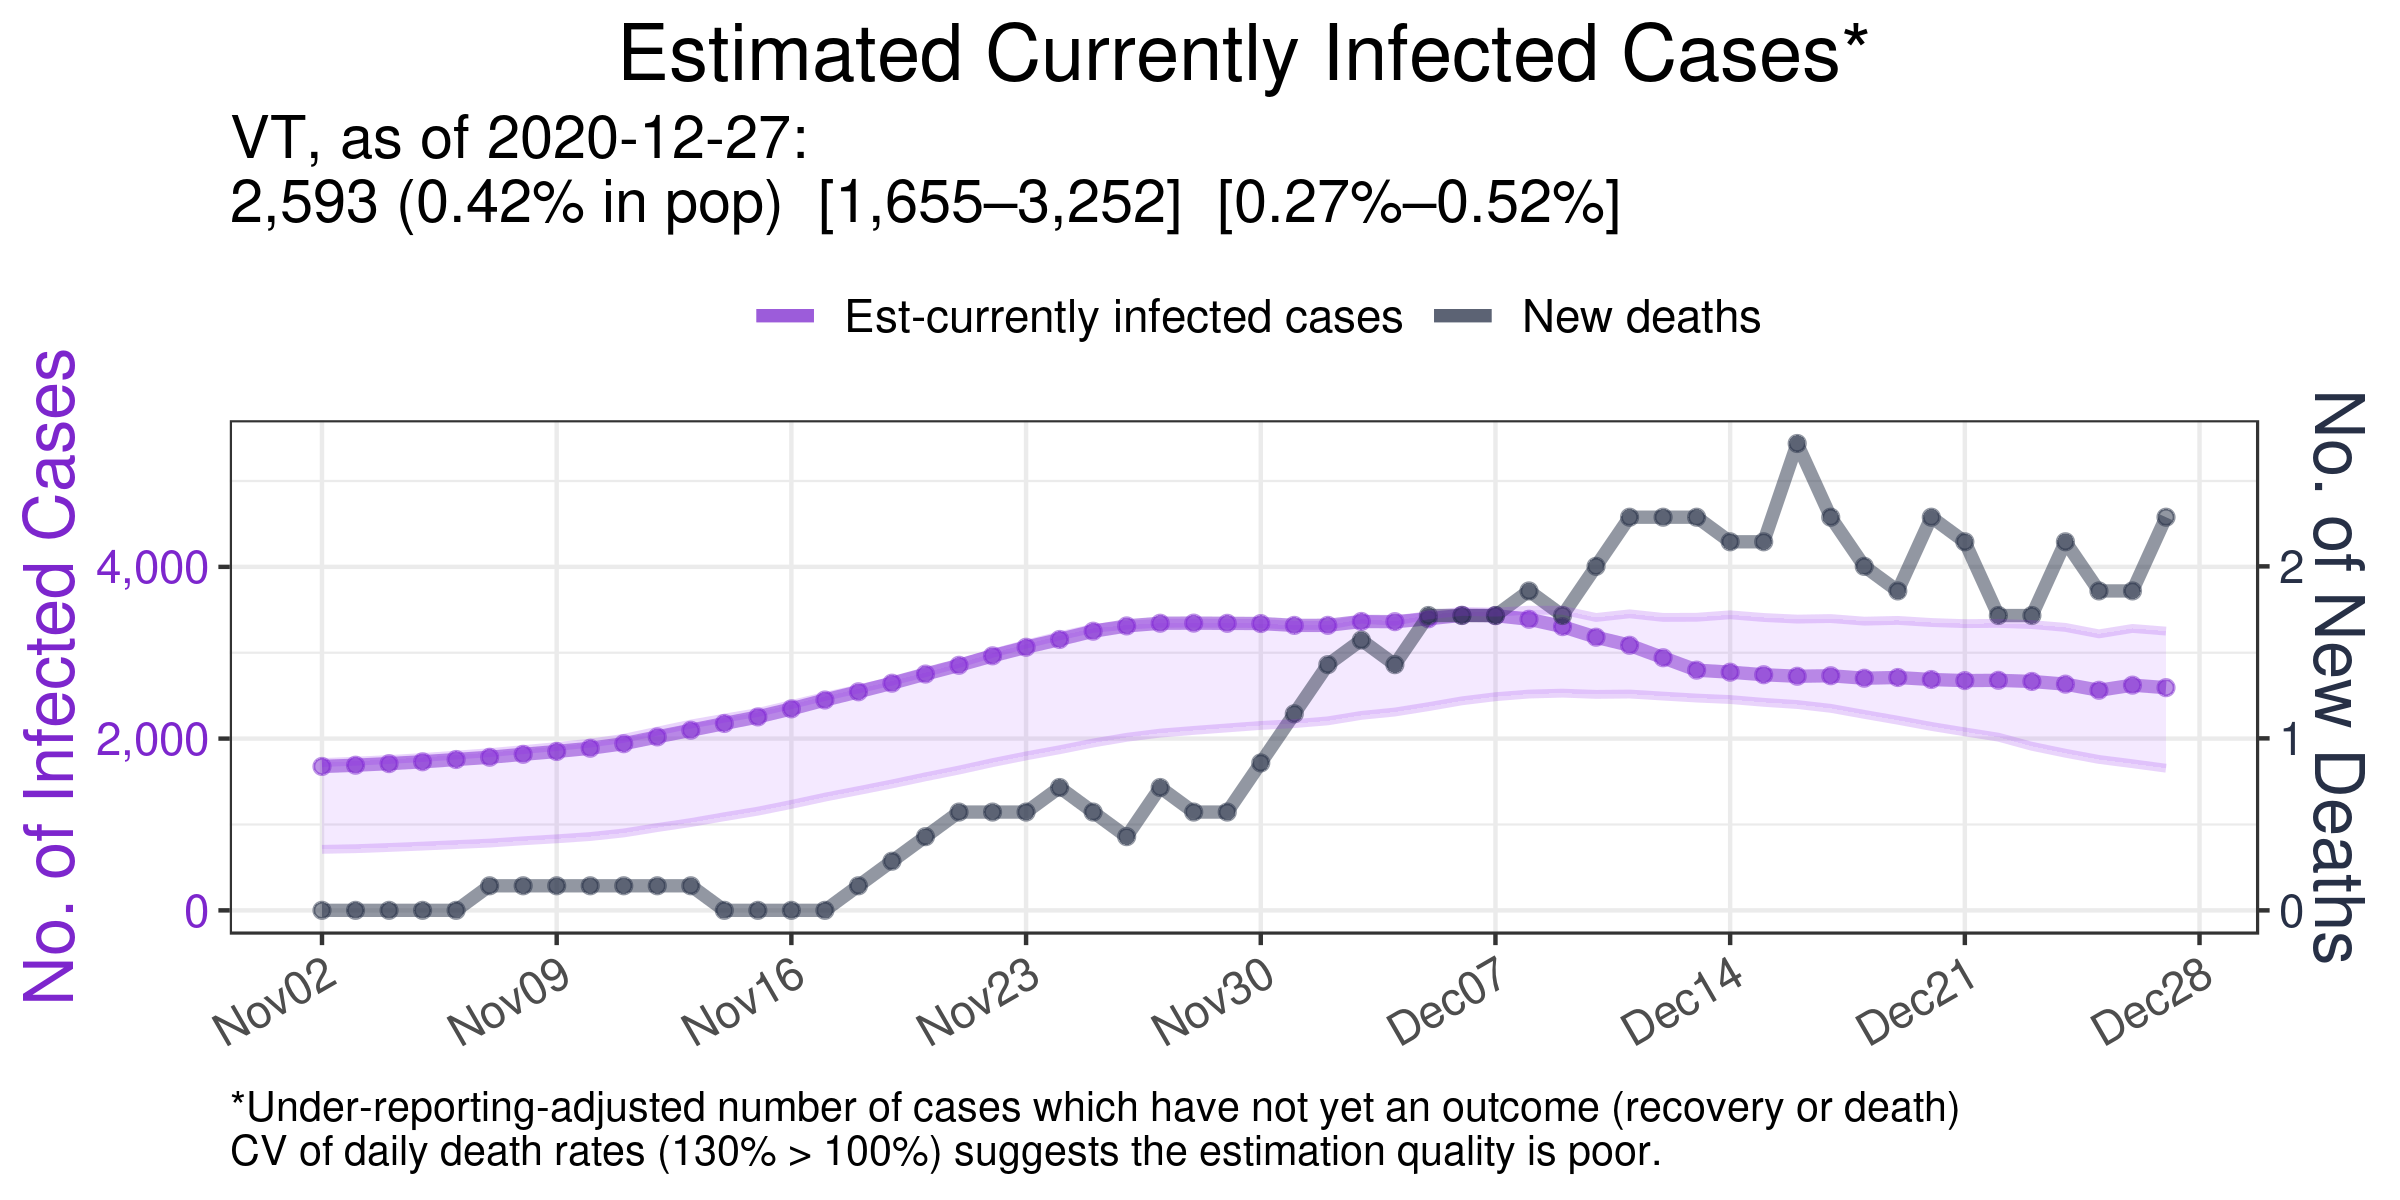 Estimated Currently Infected Cases*
VT, as of 2020-12-27:
2,593 (0.42% in pop)  [1,655–3,252]  [0.27%–0.52%]
Est-currently infected cases
New deaths
No. of Infected Cases
4,000
2,000
0
No. of New Deaths
2
1
0
Nov02
Nov09
Nov16
Nov23
Nov30
Dec07
Dec14
Dec21
Dec28
*Under-reporting-adjusted number of cases which have not yet an outcome (recovery or death)
CV of daily death rates (130% > 100%) suggests the estimation quality is poor.